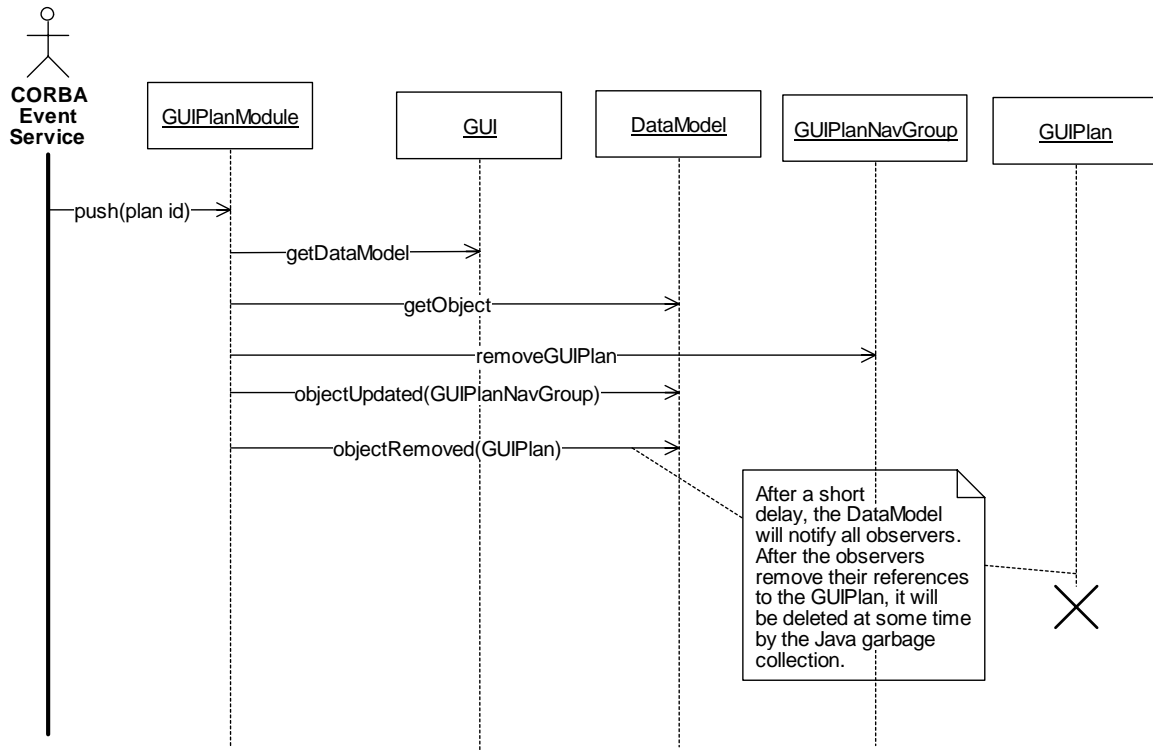 CORBA
Event
Service
GUIPlanModule
GUI
DataModel
GUIPlanNavGroup
GUIPlan
push(plan id)
getDataModel
getObject
removeGUIPlan
objectUpdated(GUIPlanNavGroup)
objectRemoved(GUIPlan)
After a short
delay, the DataModel
will notify all observers.
After the observers
remove their references
to the GUIPlan, it will
be deleted at some time
by the Java garbage
collection.